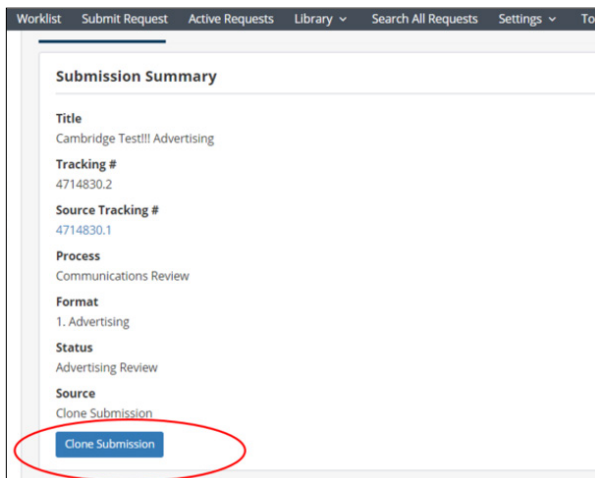 Worklist Submit Request Active Requests Library Search All Requests Settings To
Submission Summary
Title
Cambridge Test!!! Advertising
Tracking #
4714830.2
Source Tracking #
4714830.1
Process
Communications Review
Format
1. Advertising
Status
Advertising Review
Source
Clone Submission
Clone Submission